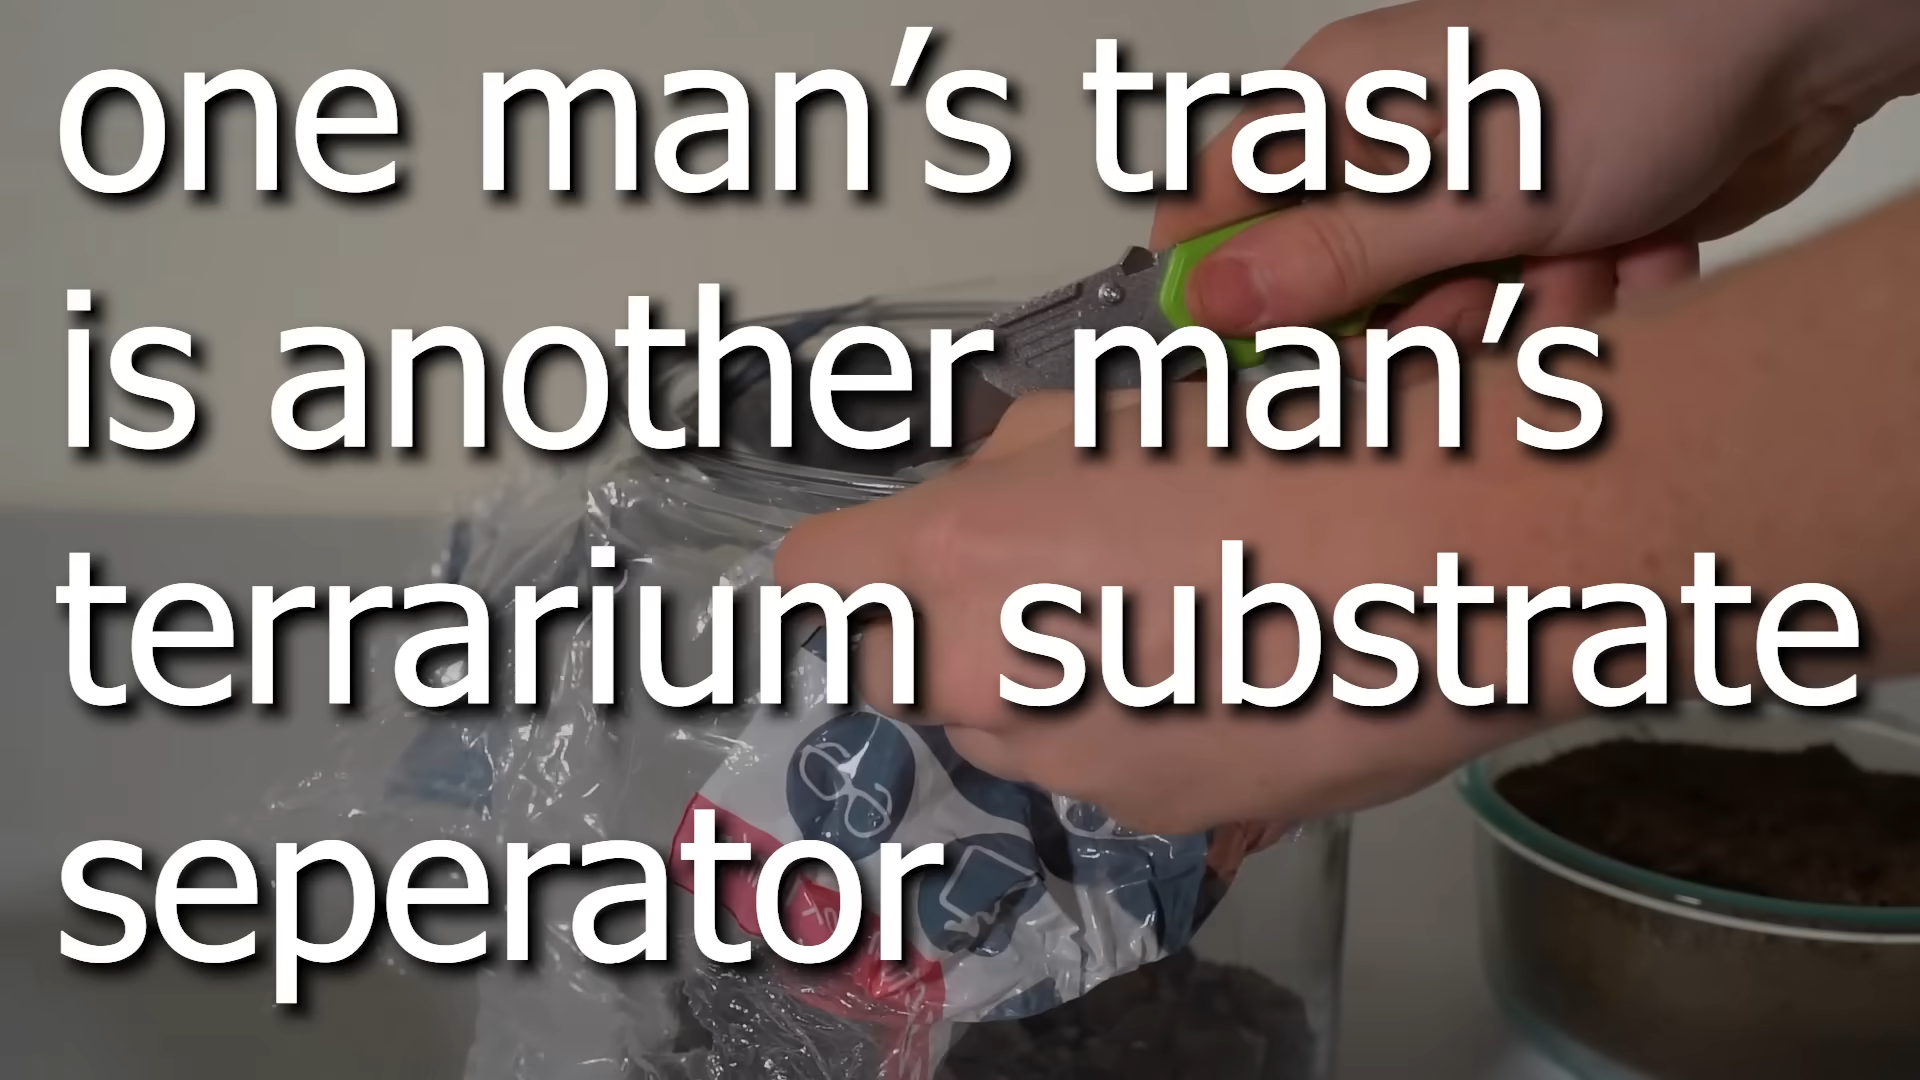 one man’s trash
is another man’s
terrarium substrate
seperator